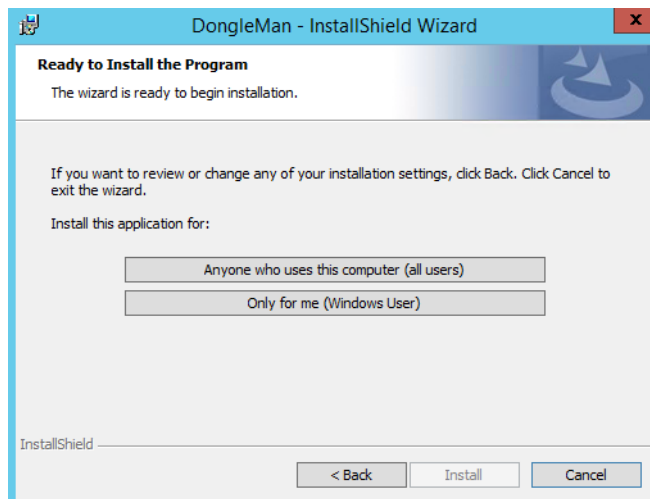 DongleMan - InstallShield Wizard
x
Ready to Install the Program
The wizard is ready to begin installation.
If you want to review or change any of your installation settings, click Back. Click Cancel to
exit the wizard.
Install this application for:
Anyone who uses this computer (all users)
Only for me (Windows User)
InstallShield
< Back Install Cancel